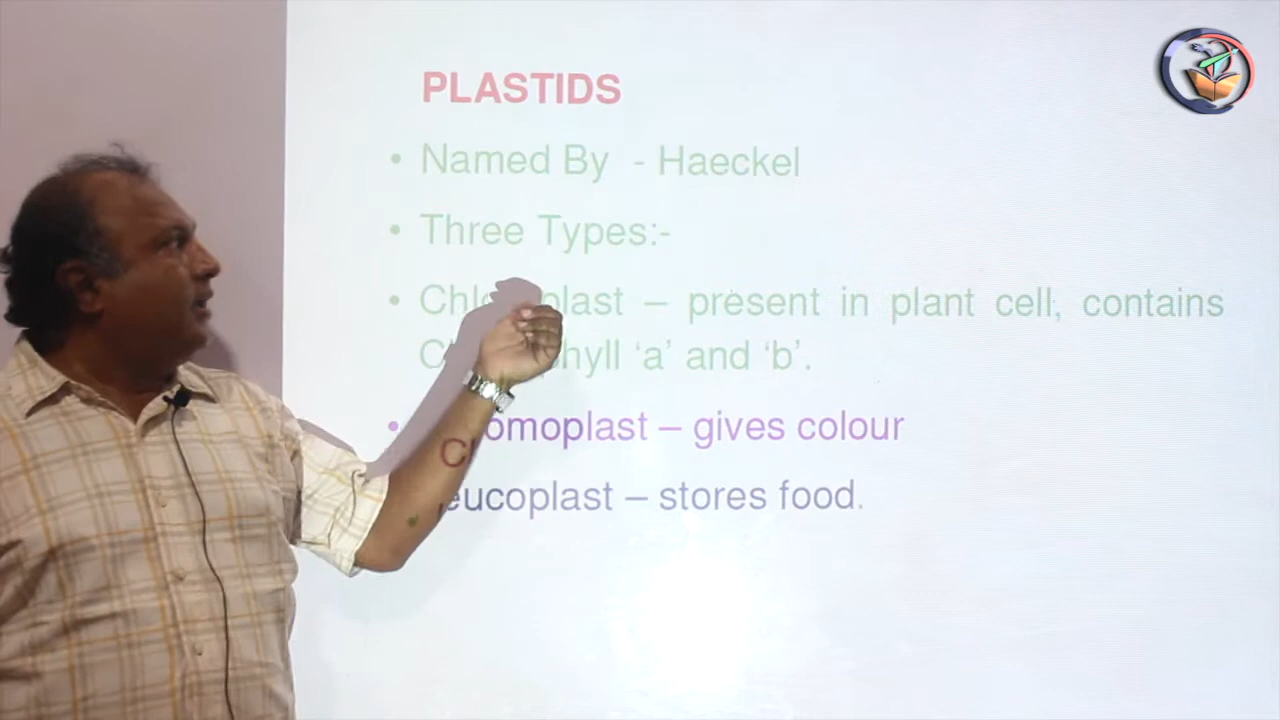 PLASTIDS
• Named By - Haeckel
• Three Types:-
• Chloroplast – present in plant cell, contains
Chlorophyll ‘a’ and ‘b’.
• Chromoplast – gives colour
Leucoplast – stores food.